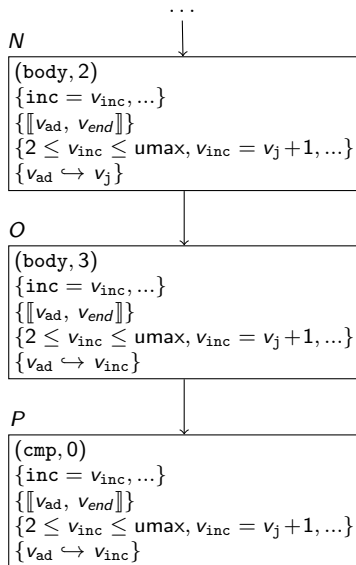 ...
N
(body, 2)
{inc = v_inc, ...}
{⟦v_ad, v_end⟧}
{2 ≤ v_inc ≤ umax, v_inc = v_j + 1, ...}
{v_ad ↪ v_j}
O
(body, 3)
{inc = v_inc, ...}
{⟦v_ad, v_end⟧}
{2 ≤ v_inc ≤ umax, v_inc = v_j + 1, ...}
{v_ad ↪ v_inc}
P
(cmp, 0)
{inc = v_inc, ...}
{⟦v_ad, v_end⟧}
{2 ≤ v_inc ≤ umax, v_inc = v_j + 1, ...}
{v_ad ↪ v_inc}